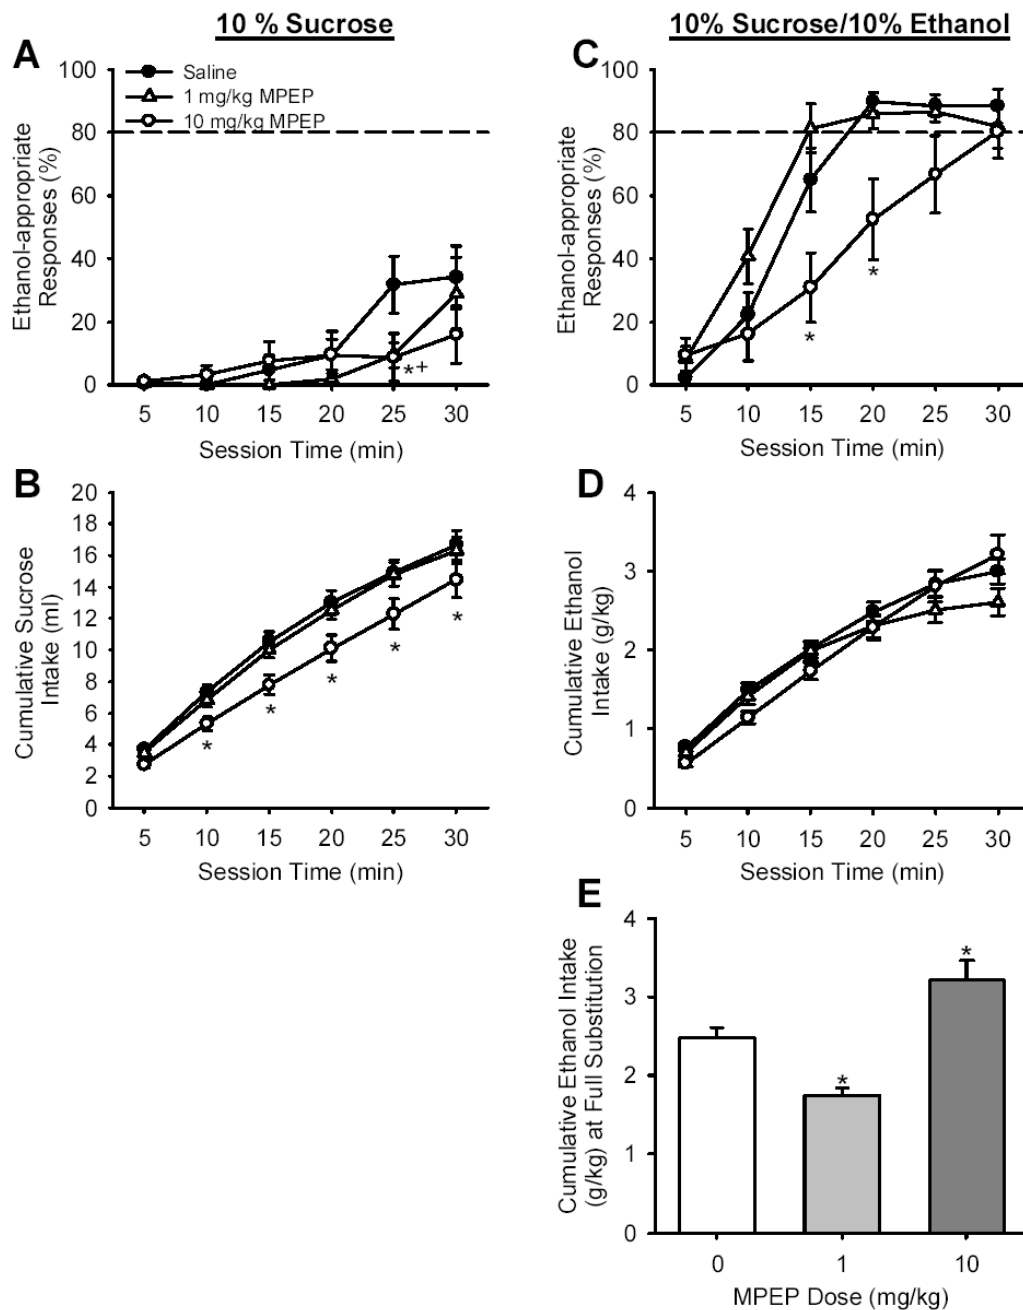 10 % Sucrose
10% Sucrose/10% Ethanol
A
Ethanol-appropriate
Responses (%)
100
80
60
40
20
0
Saline
1 mg/kg MPEP
10 mg/kg MPEP
*+
5 10 15 20 25 30
Session Time (min)
C
Ethanol-appropriate
Responses (%)
100
80
60
40
20
0
*
*
5 10 15 20 25 30
Session Time (min)
B
Cumulative Sucrose
Intake (ml)
20
18
16
14
12
10
8
6
4
2
0
* * * * *
5 10 15 20 25 30
Session Time (min)
D
Cumulative Ethanol
Intake (g/kg)
4
3
2
1
0
5 10 15 20 25 30
Session Time (min)
E
Cumulative Ethanol Intake
(g/kg) at Full Substitution
4
3
2
1
0
*
*
0 1 10
MPEP Dose (mg/kg)